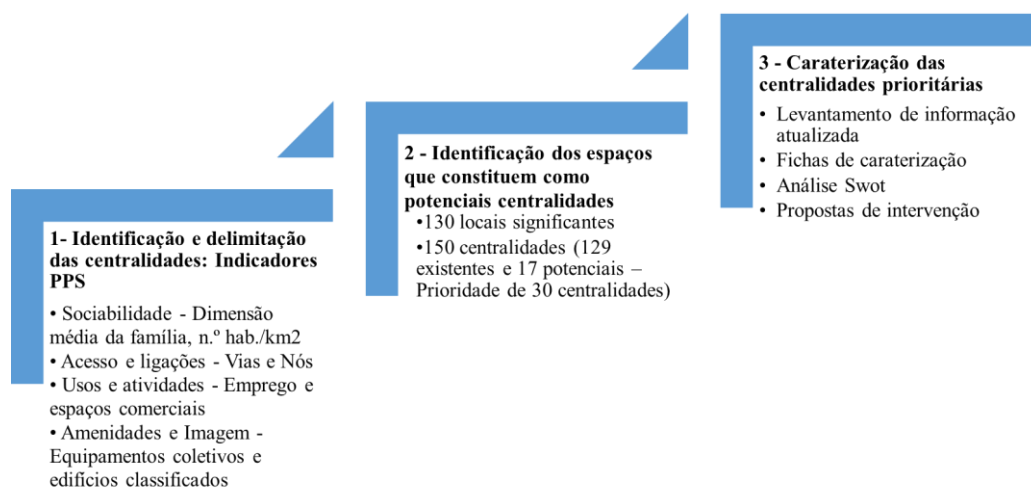 1- Identificação e delimitação
das centralidades: Indicadores
PPS
• Sociabilidade - Dimensão
média da família, n.º hab./km2
• Acesso e ligações - Vias e Nós
• Usos e atividades - Emprego e
espaços comerciais
• Amenidades e Imagem -
Equipamentos coletivos e
edifícios classificados
2 - Identificação dos espaços
que constituem como
potenciais centralidades
•130 locais significantes
•150 centralidades (129
existentes e 17 potenciais –
Prioridade de 30 centralidades)
3 - Caraterização das
centralidades prioritárias
• Levantamento de informação
atualizada
• Fichas de caraterização
• Análise Swot
• Propostas de intervenção